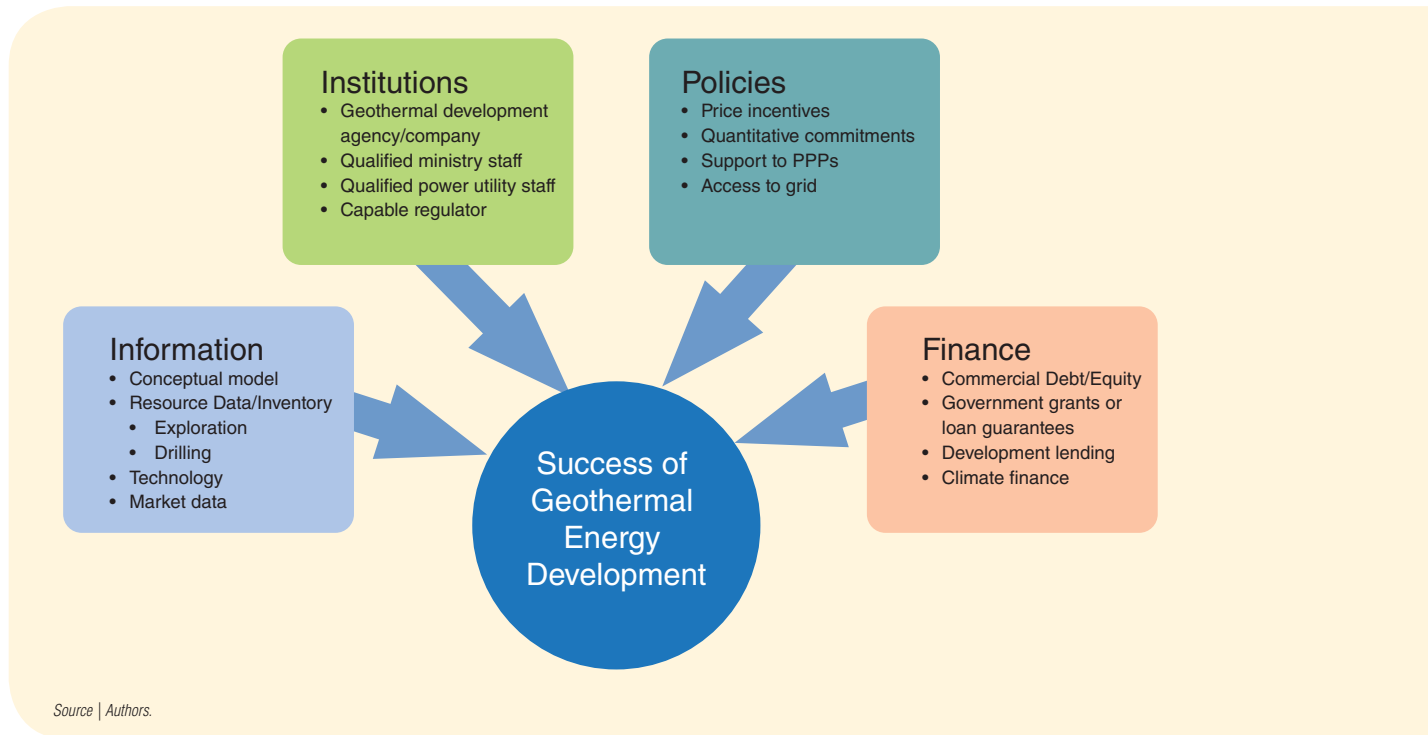 Institutions
• Geothermal development
agency/company
• Qualified ministry staff
• Qualified power utility staff
• Capable regulator
Policies
• Price incentives
• Quantitative commitments
• Support to PPPs
• Access to grid
Information
• Conceptual model
• Resource Data/Inventory
• Exploration
• Drilling
• Technology
• Market data
Finance
• Commercial Debt/Equity
• Government grants or
loan guarantees
• Development lending
• Climate finance
Success of
Geothermal
Energy
Development
Source | Authors.